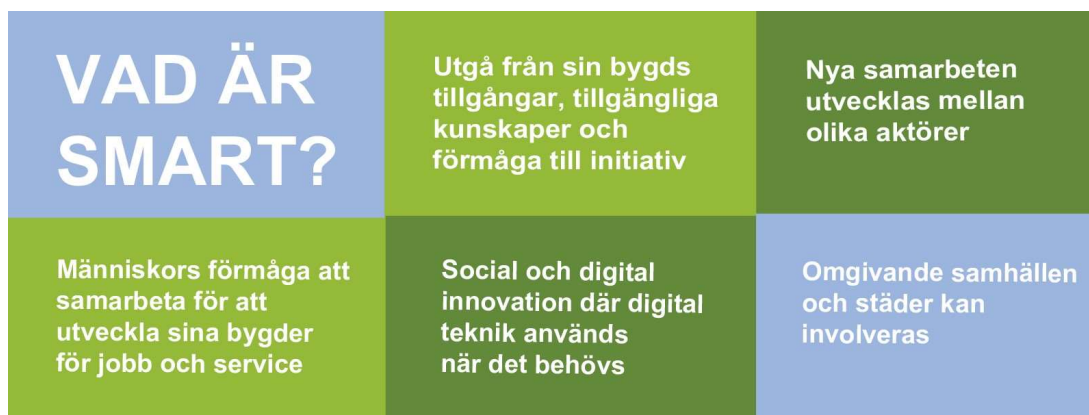 VAD ÄR
SMART?
Utgå från sin bygds
tillgångar, tillgängliga
kunskaper och
förmåga till initiativ
Nya samarbeten
utvecklas mellan
olika aktörer
Människors förmåga att
samarbeta för att
utveckla sina bygder
för jobb och service
Social och digital
innovation där digital
teknik används
när det behövs
Omgivande samhällen
och städer kan
involveras